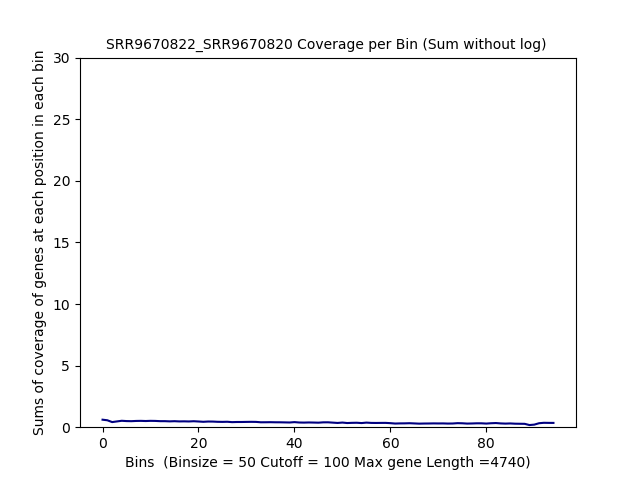 SRR9670822_SRR9670820 Coverage per Bin (Sum without log)
Sums of coverage of genes at each position in each bin
30
25
20
15
10
5
0
0 20 40 60 80
Bins  (Binsize = 50 Cutoff = 100 Max gene Length =4740)